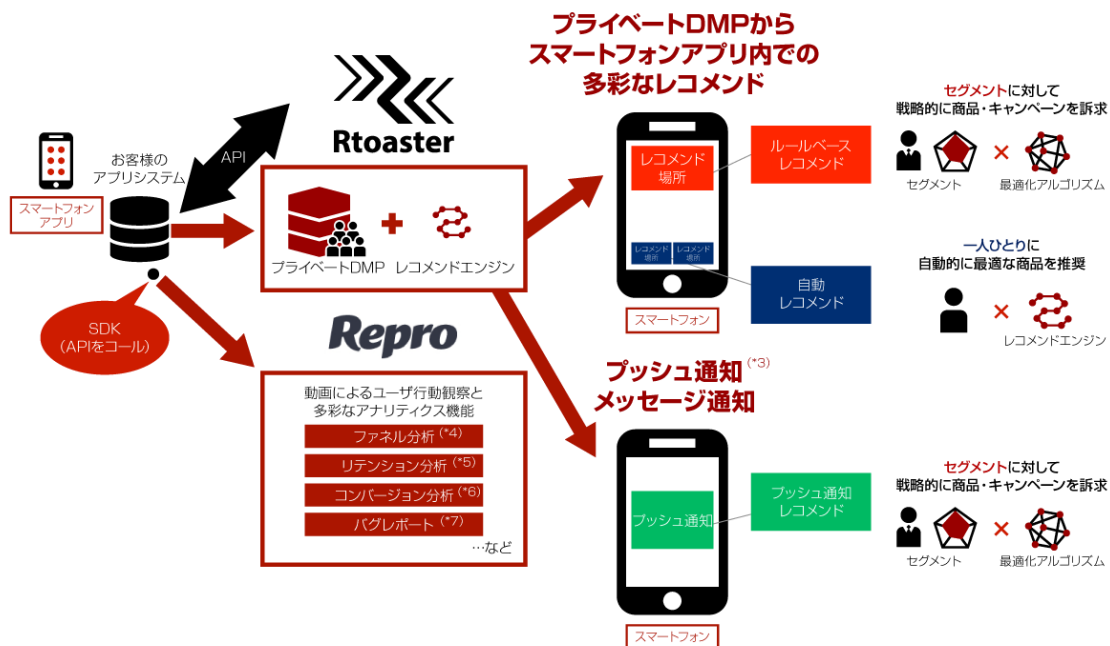 プライベートDMPから
スマートフォンアプリ内での
多彩なレコメンド
Rtoaster
API
お客様の
アプリシステム
スマートフォン
アプリ
プライベートDMP
レコメンドエンジン
SDK
(APIをコール)
Repro
動画によるユーザ行動観察と
多彩なアナリティクス機能
ファネル分析(*4)
リテンション分析(*5)
コンバージョン分析(*6)
バグレポート(*7)
…など
レコメンド
場所
レコメンド
場所
レコメンド
場所
スマートフォン
ルールベース
レコメンド
自動
レコメンド
セグメントに対して
戦略的に商品・キャンペーンを訴求
セグメント
最適化アルゴリズム
一人ひとりに
自動的に最適な商品を推奨
レコメンドエンジン
プッシュ通知(*3)
メッセージ通知
プッシュ通知
スマートフォン
プッシュ通知
レコメンド
セグメントに対して
戦略的に商品・キャンペーンを訴求
セグメント
最適化アルゴリズム